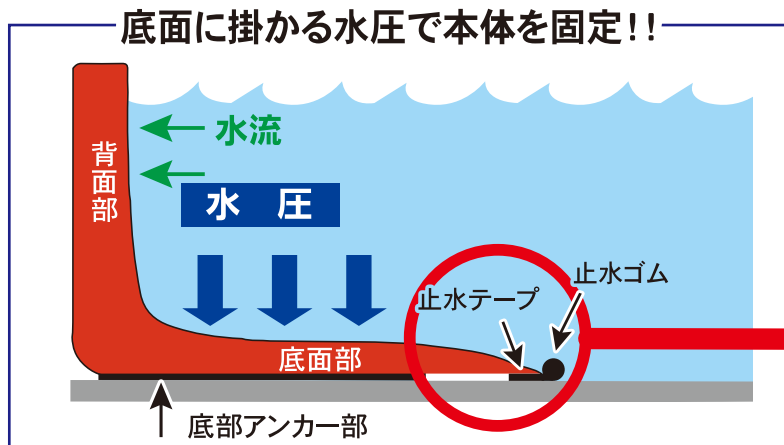 底面に掛かる水圧で本体を固定!!
水流
背面部
水 圧
止水ゴム
止水テープ
底面部
底部アンカー部